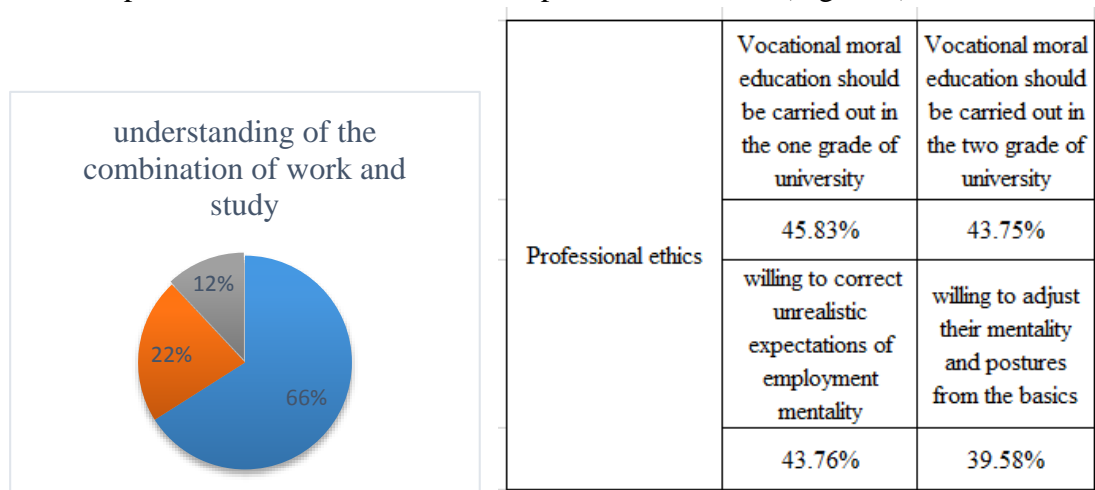 understanding of the
combination of work and
study
12%
22%
66%
Professional ethics
Vocational moral
education should
be carried out in
the one grade of
university
Vocational moral
education should
be carried out in
the two grade of
university
45.83%
43.75%
willing to correct
unrealistic
expectations of
employment
mentality
willing to adjust
their mentality
and postures
from the basics
43.76%
39.58%